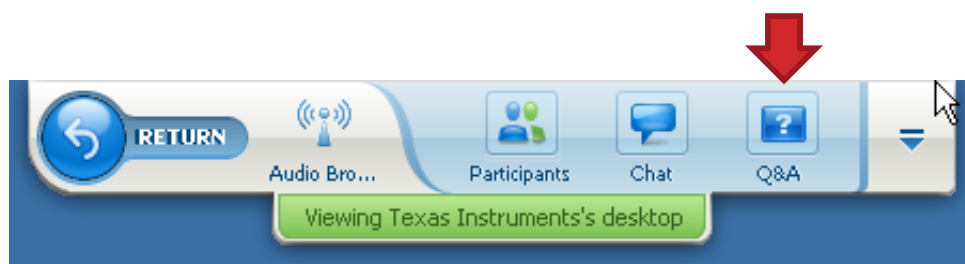 RETURN
Audio Bro...
Participants
Chat
?
Q&A
Viewing Texas Instruments's desktop